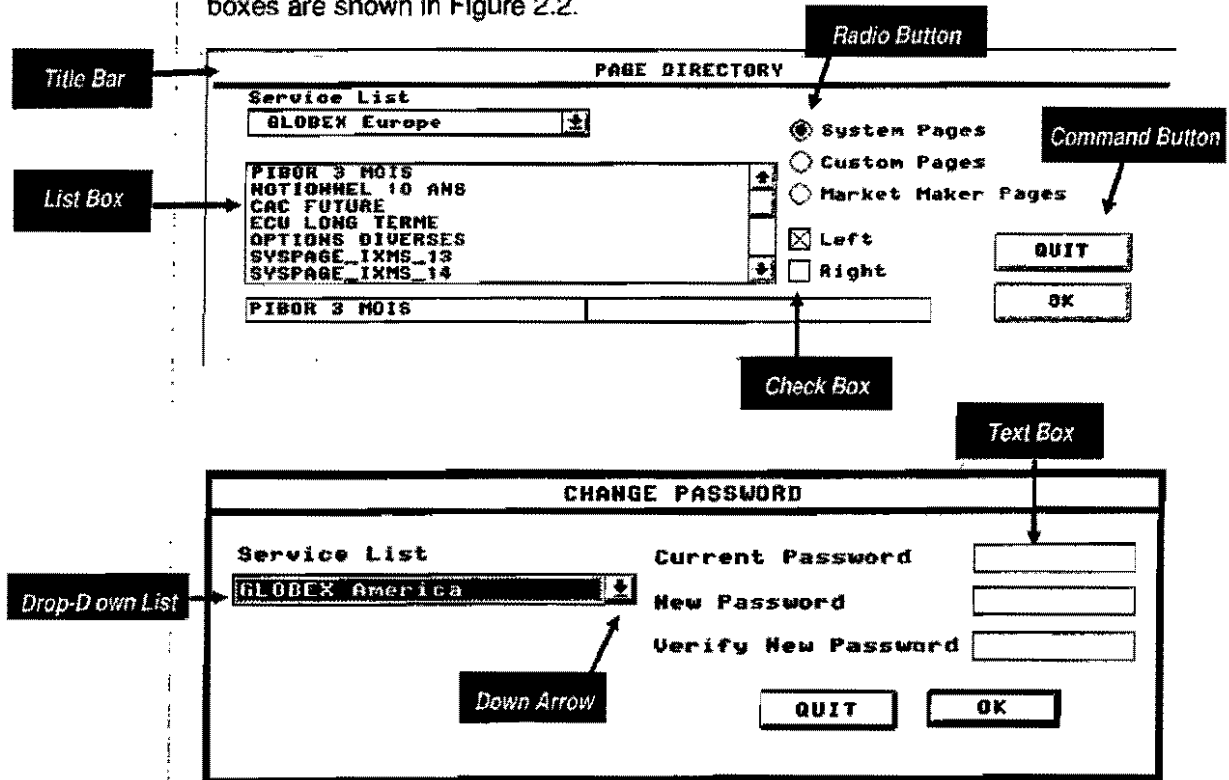 boxes are shown in Figure 2.2.
Radio Button
Title Bar
PAGE DIRECTORY
Service List
GLOBEX Europe
System Pages
Command Button
Custom Pages
List Box
PIBOR 3 MOIS
NOTIONNEL 10 ANS
CAC FUTURE
ECU LONG TERME
OPTIONS DIVERSES
SYSPAGE_IXMS_13
SYSPAGE_IXMS_14
Market Maker Pages
Left
Right
QUIT
OK
PIBOR 3 MOIS
Check Box
Text Box
CHANGE PASSWORD
Service List
Current Password
Drop-Down List
GLOBEX America
New Password
Verify New Password
Down Arrow
QUIT
OK